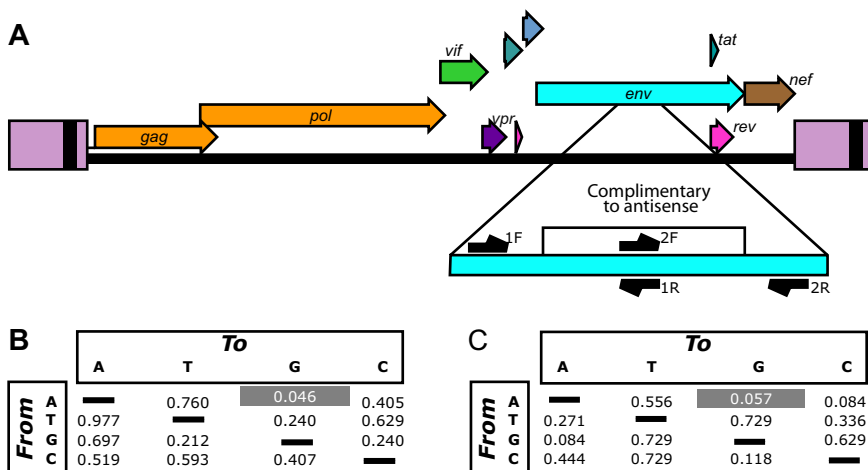 A
vif
tat
env
nef
pol
gag
vpr
rev
Complimentary
to antisense
1F
2F
1R
2R
B
To
A T G C
From
A 0.760 0.046 0.405
T 0.977 0.240 0.629
G 0.697 0.212 0.240
C 0.519 0.593 0.407
C
To
A T G C
From
A 0.556 0.057 0.084
T 0.271 0.729 0.336
G 0.084 0.729 0.629
C 0.444 0.729 0.118